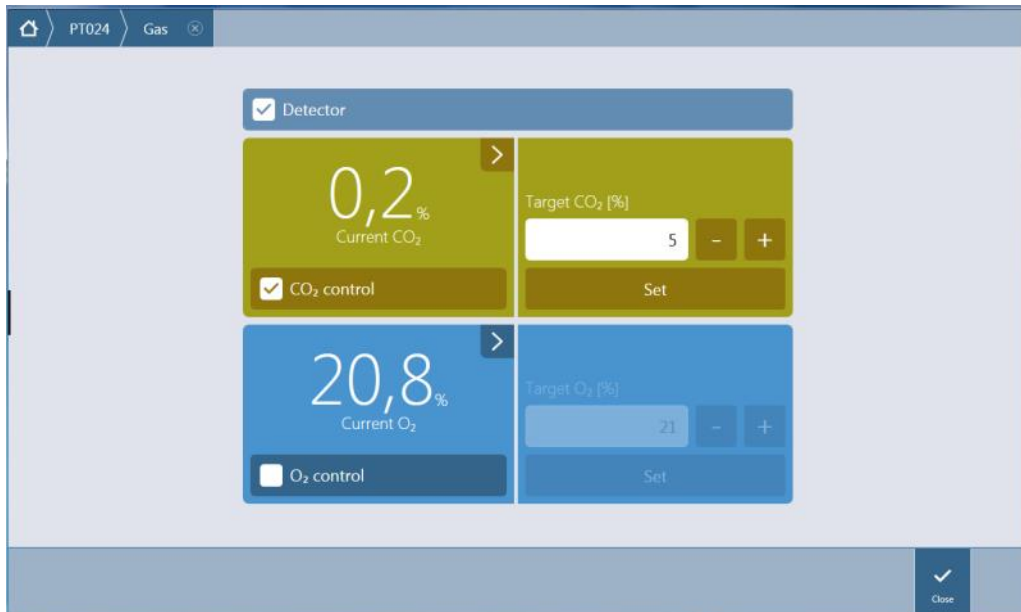 PT024 Gas
Detector
0,2 %
Current CO₂
CO₂ control
Target CO₂ [%]
5 - +
Set
20,8 %
Current O₂
O₂ control
Target O₂ [%]
21 - +
Set
Close